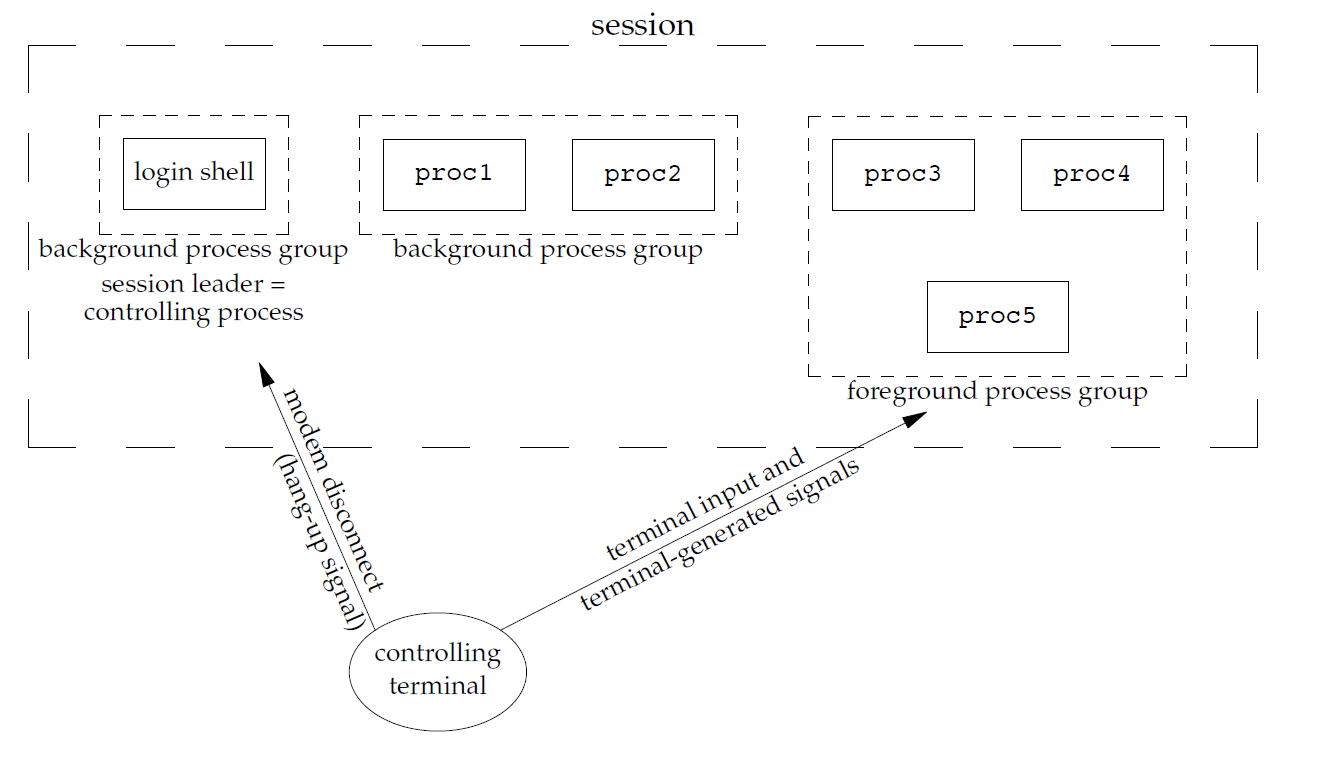 session
login shell
proc1
proc2
proc3
proc4
background process group
session leader =
controlling process
background process group
proc5
foreground process group
modem disconnect
(hang-up signal)
terminal input and
terminal-generated signals
controlling
terminal